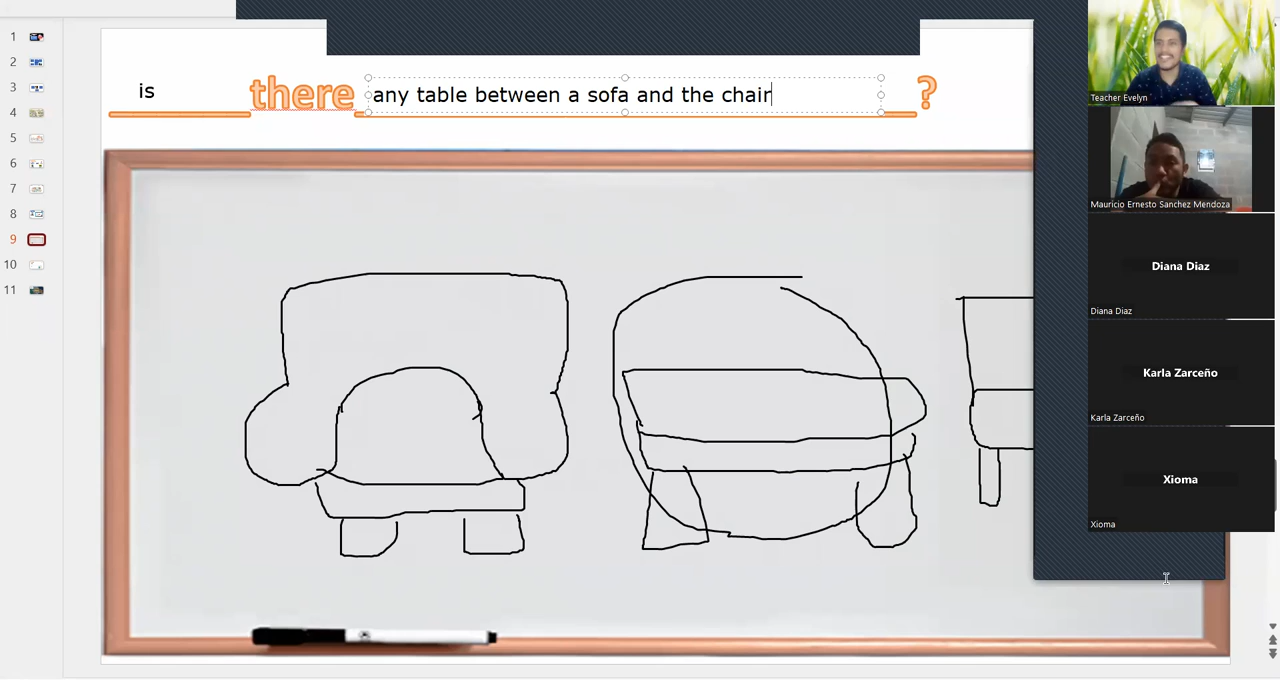 1
2
3
4
5
6
7
8
9
10
11
is there any table between a sofa and the chair ?
Teacher Evelyn
Mauricio Ernesto Sanchez Mendoza
Diana Diaz
Diana Diaz
Karla Zarceño
Karla Zarceño
Xioma
Xioma